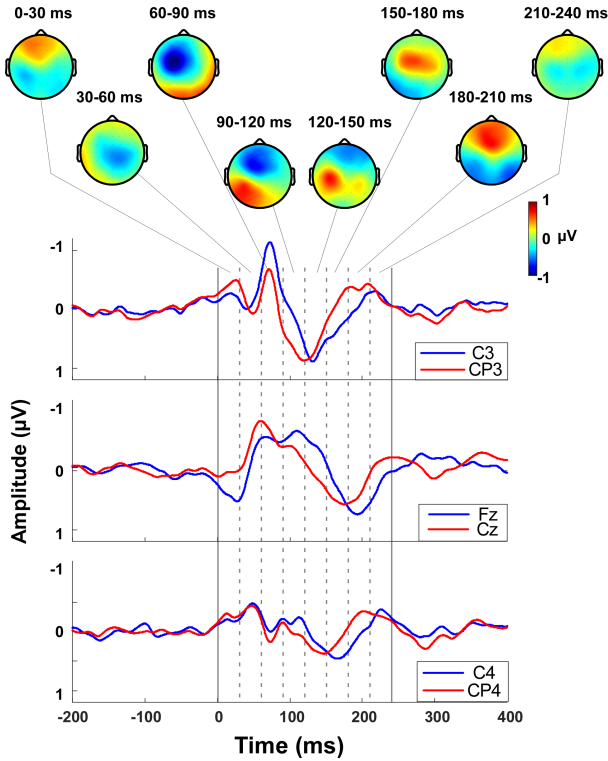 0-30 ms
60-90 ms
150-180 ms
210-240 ms
30-60 ms
90-120 ms
120-150 ms
180-210 ms
1
0
-1
µV
-1
0
1
C3
CP3
-1
0
1
Fz
Cz
-1
0
1
C4
CP4
-200
-100
0
100
200
300
400
Amplitude (µV)
Time (ms)